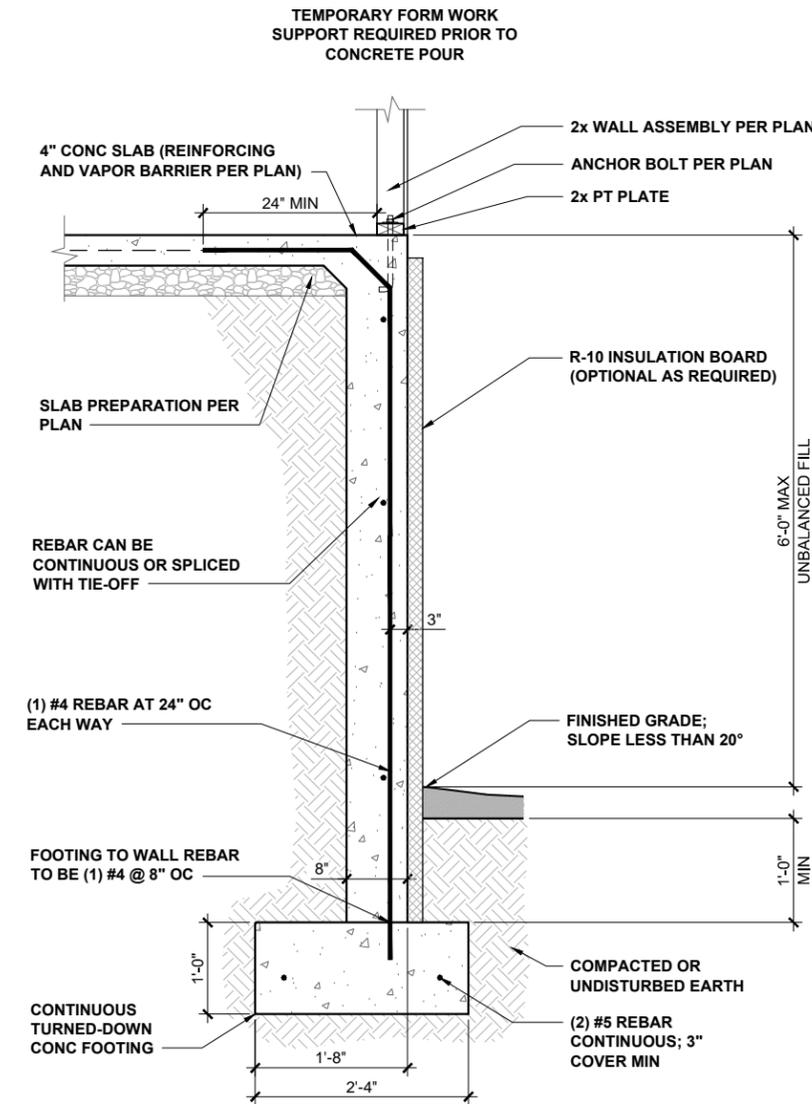 TEMPORARY FORM WORK
SUPPORT REQUIRED PRIOR TO
CONCRETE POUR
2x WALL ASSEMBLY PER PLAN
4" CONC SLAB (REINFORCING
AND VAPOR BARRIER PER PLAN)
ANCHOR BOLT PER PLAN
24" MIN
2x PT PLATE
R-10 INSULATION BOARD
(OPTIONAL AS REQUIRED)
SLAB PREPARATION PER
PLAN
6'-0" MAX
UNBALANCED FILL
REBAR CAN BE
CONTINUOUS OR SPLICED
WITH TIE-OFF
3"
(1) #4 REBAR AT 24" OC
EACH WAY
FINISHED GRADE;
SLOPE LESS THAN 20°
FOOTING TO WALL REBAR
TO BE (1) #4 @ 8" OC
8"
1'-0"
MIN
1'-0"
COMPACTED OR
UNDISTURBED EARTH
CONTINUOUS
TURNED-DOWN
CONC FOOTING
(2) #5 REBAR
CONTINUOUS; 3"
COVER MIN
1'-8"
2'-4"